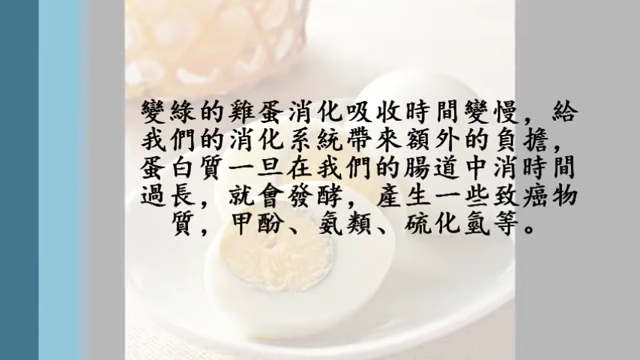 變綠的雞蛋消化吸收時間變慢，給
我們的消化系統帶來額外的負擔，
蛋白質一旦在我們的腸道中消時間
過長，就會發酵，產生一些致癌物
質，甲酚、氨類、硫化氫等。